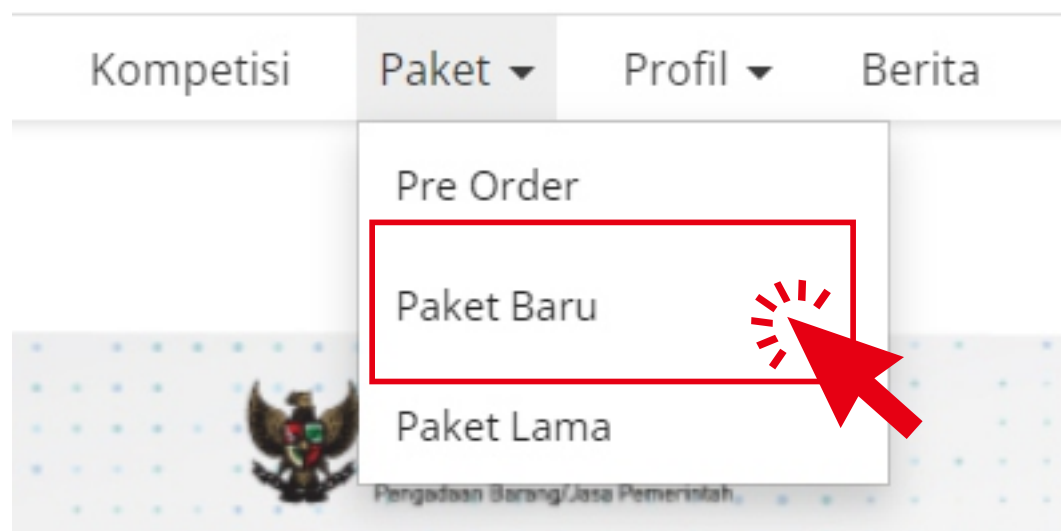 Kompetisi Paket Profil Berita
Pre Order
Paket Baru
Paket Lama
Pengadaan Barang/Jasa Pemerintah